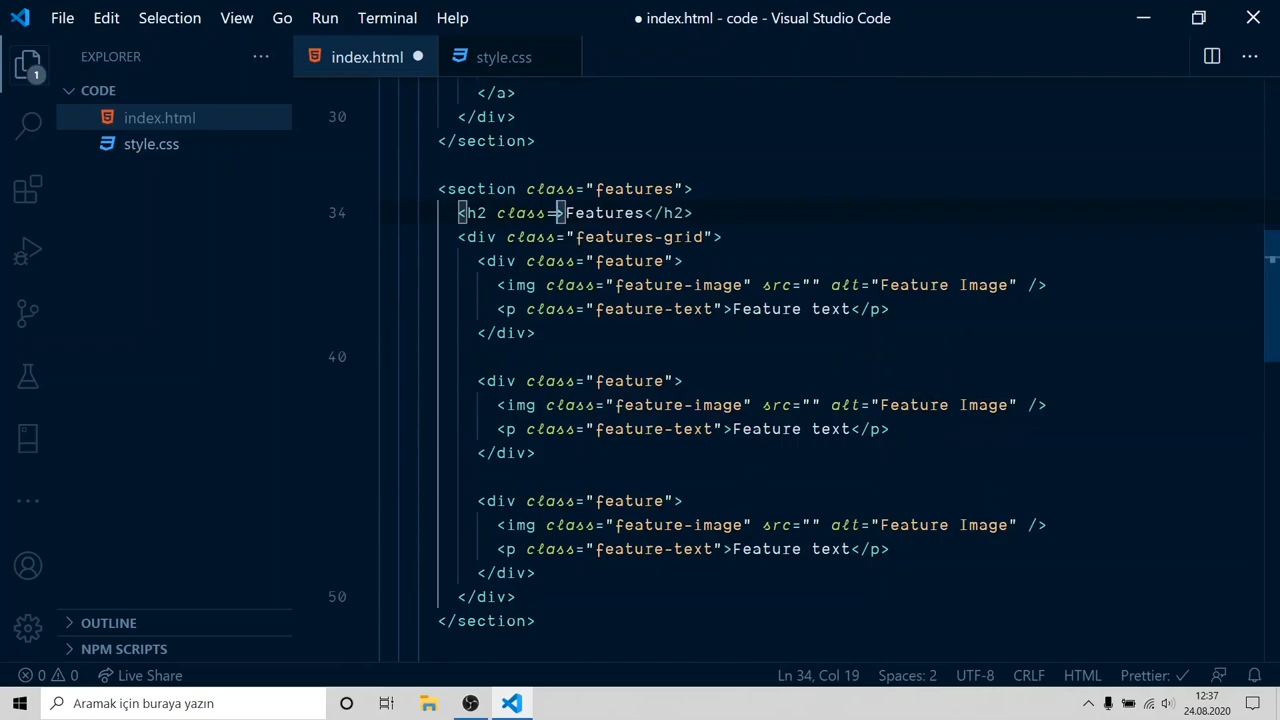 File Edit Selection View Go Run Terminal Help
● index.html - code - Visual Studio Code
EXPLORER
index.html
style.css
1
CODE
index.html
style.css
</a>
30 </div>
</section>
<section class="features">
34 <h2 class=>Features</h2>
<div class="features-grid">
<div class="feature">
<img class="feature-image" src="" alt="Feature Image" />
<p class="feature-text">Feature text</p>
</div>
40
<div class="feature">
<img class="feature-image" src="" alt="Feature Image" />
<p class="feature-text">Feature text</p>
</div>
<div class="feature">
<img class="feature-image" src="" alt="Feature Image" />
<p class="feature-text">Feature text</p>
</div>
50 </div>
</section>
OUTLINE
NPM SCRIPTS
0 0 Live Share
Ln 34, Col 19 Spaces: 2 UTF-8 CRLF HTML Prettier: ✓
Aramak için buraya yazın
12:37
24.08.2020